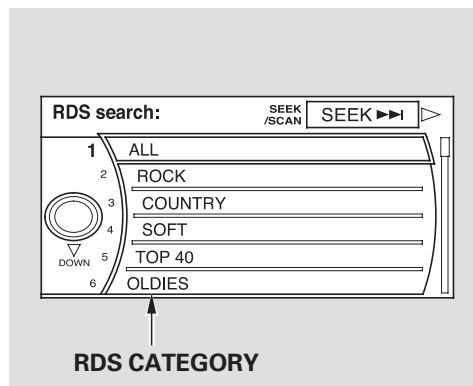 RDS search:
SEEK
/SCAN
SEEK
1 ALL
2 ROCK
3 COUNTRY
4 SOFT
DOWN
5 TOP 40
6 OLDIES
RDS CATEGORY